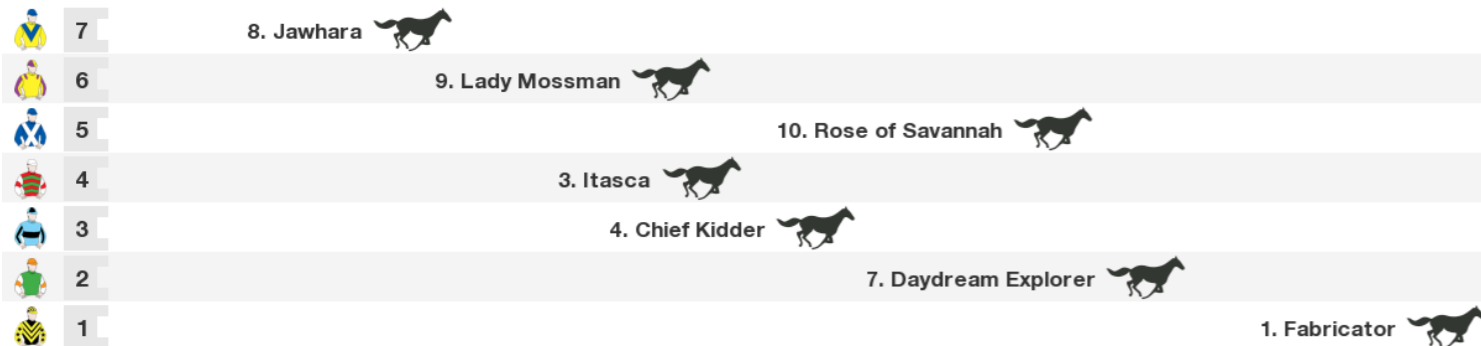 7 8. Jawhara
6 9. Lady Mossman
5 10. Rose of Savannah
4 3. Itasca
3 4. Chief Kidder
2 7. Daydream Explorer
1 1. Fabricator